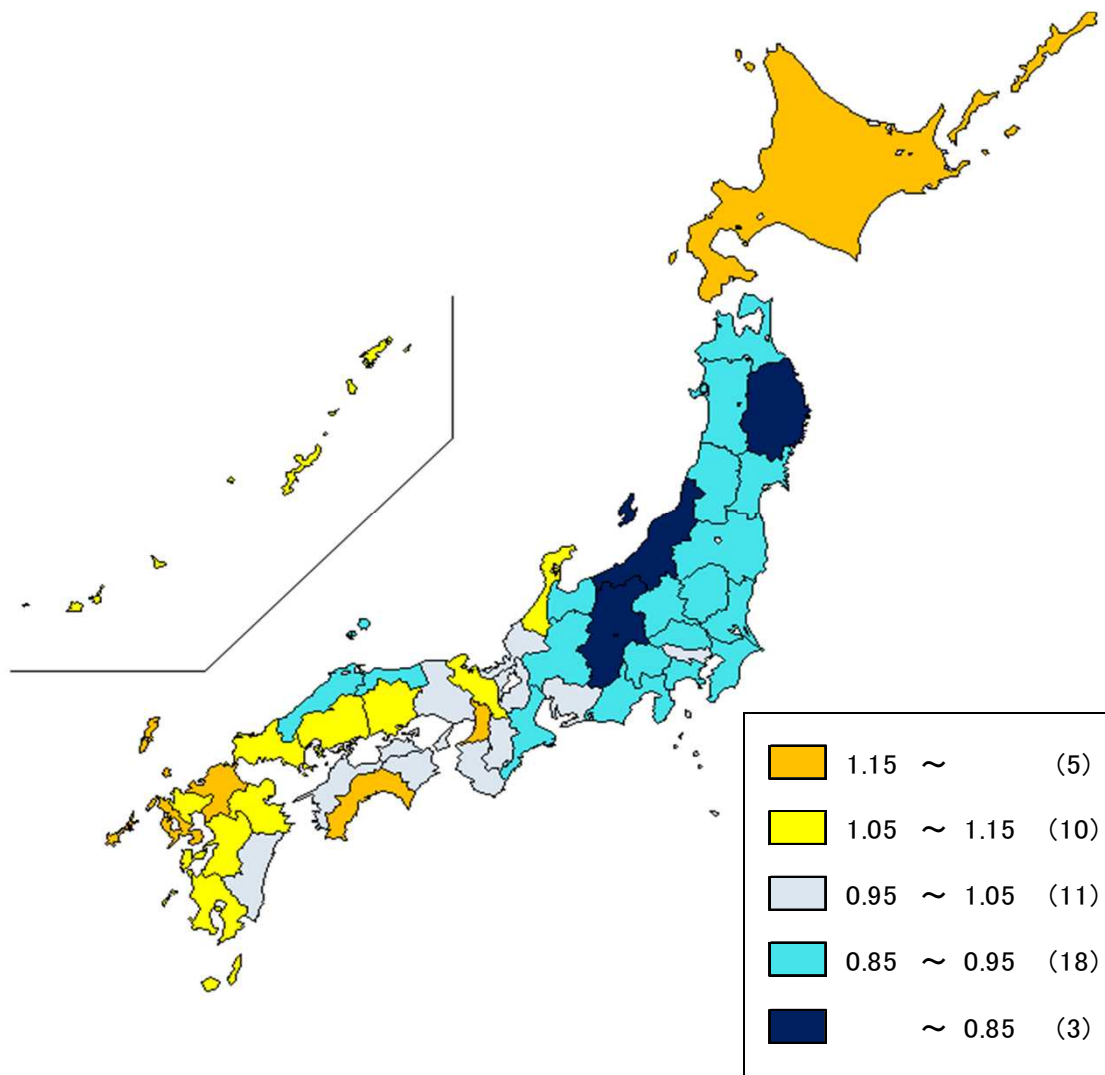 1.15 ～ （5）
1.05 ～ 1.15 （10）
0.95 ～ 1.05 （11）
0.85 ～ 0.95 （18）
～ 0.85 （3）